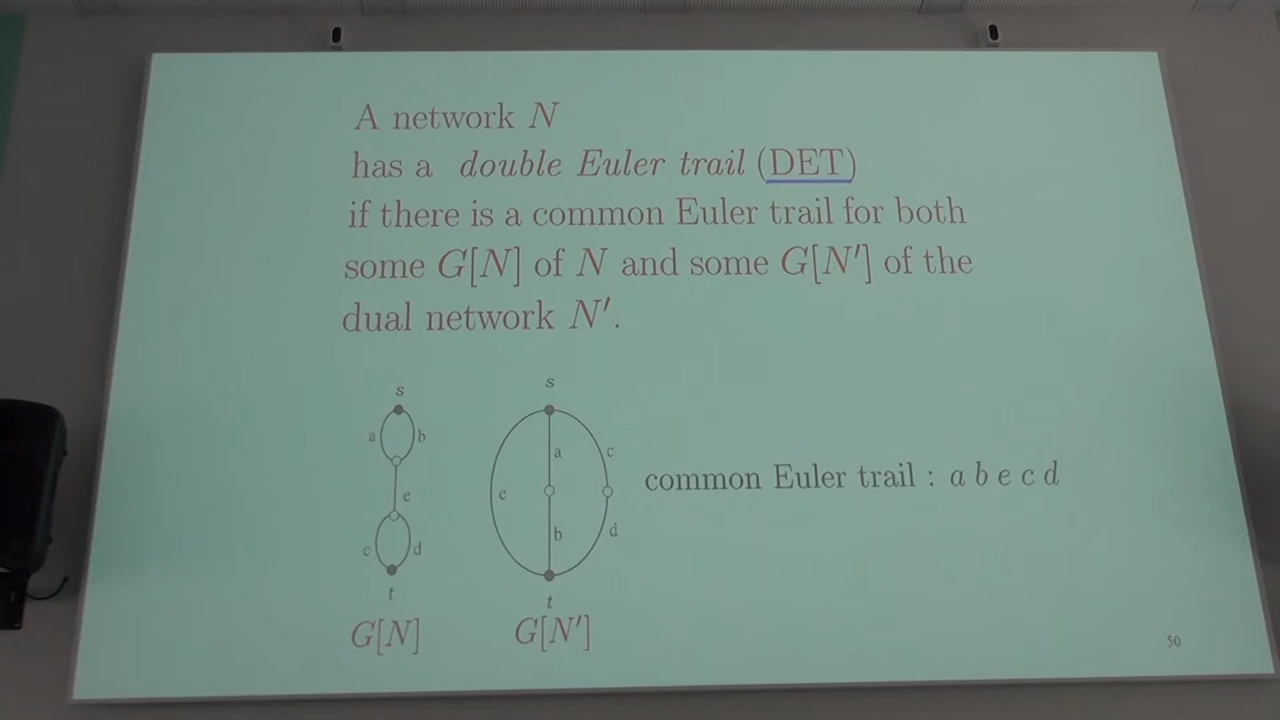 A network N
has a double Euler trail (DET)
if there is a common Euler trail for both
some G[N] of N and some G[N′] of the
dual network N′.
s
a b
e
c d
t
G[N]
s
a c
e
b d
t
G[N′]
common Euler trail : a b e c d
50